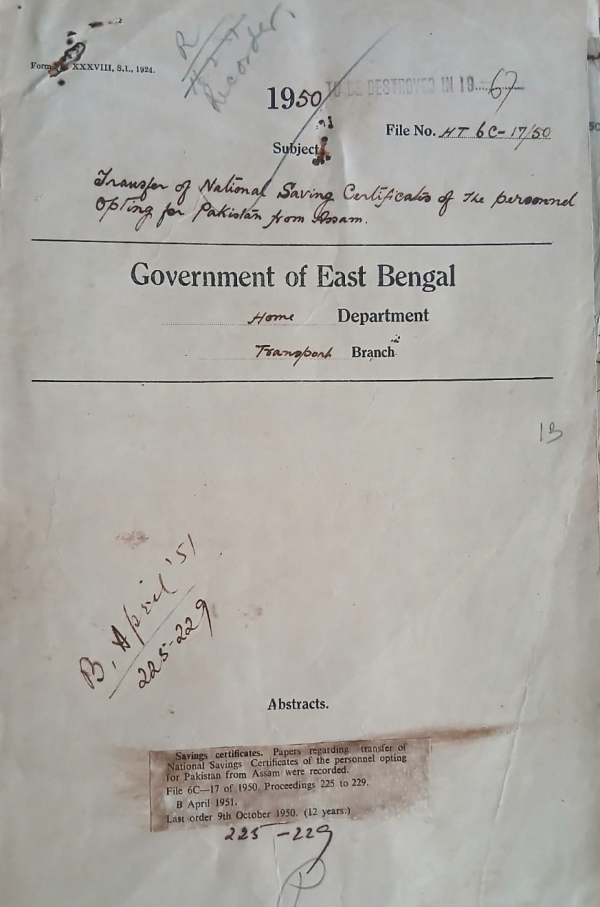 R
Recorder.
Form XXXVIII, S.I., 1924.
1950
TO BE DESTROYED IN 19....67
File No. HT 6C-17/50
Subject
Transfer of National Saving Certificates of the personnel
Opting for Pakistan from Assam.
Government of East Bengal
Home Department
Transport Branch
13
B, April '51
225-229
Abstracts.
Savings certificates. Papers regarding transfer of
National Savings Certificates of the personnel opting
for Pakistan from Assam were recorded.
File 6C—17 of 1950. Proceedings 225 to 229.
B April 1951.
Last order 9th October 1950. (12 years.)
225-229